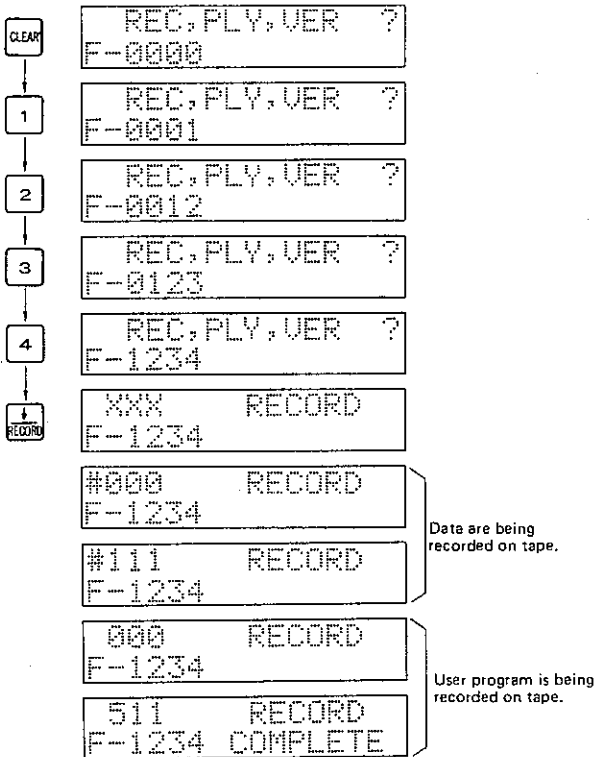 CLEAR
REC,PLY,VER ?
F-0000
1
REC,PLY,VER ?
F-0001
2
REC,PLY,VER ?
F-0012
3
REC,PLY,VER ?
F-0123
4
REC,PLY,VER ?
F-1234
↓
RECORD
XXX RECORD
F-1234
#000 RECORD
F-1234
#111 RECORD
F-1234
Data are being
recorded on tape.
000 RECORD
F-1234
511 RECORD
F-1234 COMPLETE
User program is being
recorded on tape.